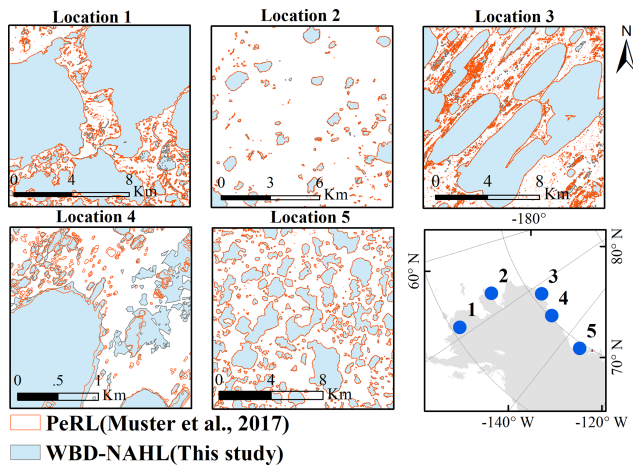 Location 1
Location 2
Location 3
N
0 4 8
Km
0 3 6
Km
0 4 8
Km
Location 4
Location 5
-180°
0 .5 1
Km
0 4 8
Km
60° N
80° N
70° N
1
2
3
4
5
-140° W
-120° W
PeRL(Muster et al., 2017)
WBD-NAHL(This study)